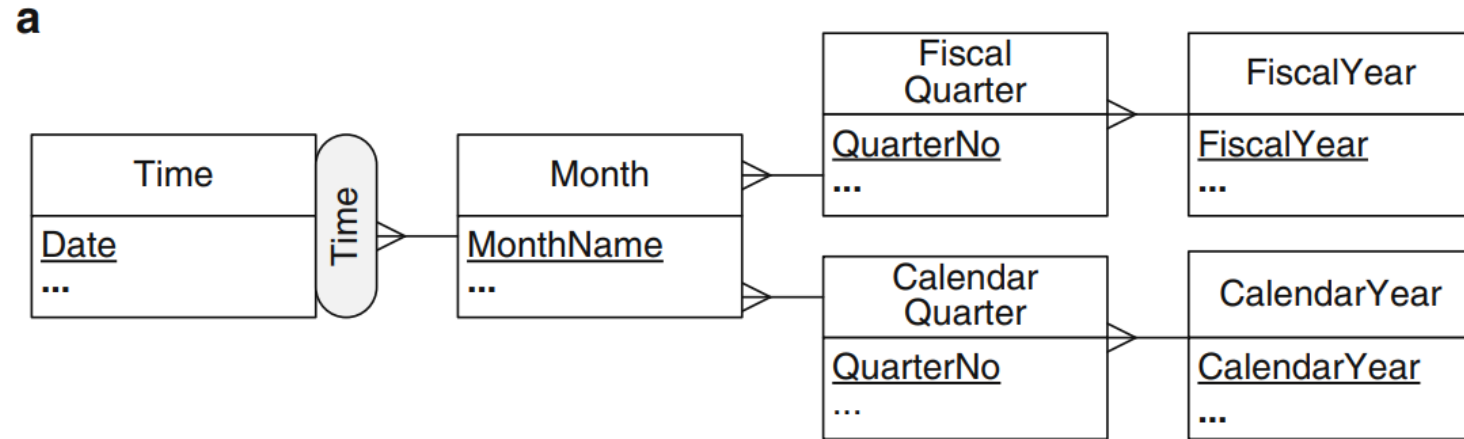 a
Time
Date
...
Time
Month
MonthName
...
Fiscal
Quarter
QuarterNo
...
FiscalYear
FiscalYear
...
Calendar
Quarter
QuarterNo
...
CalendarYear
CalendarYear
...